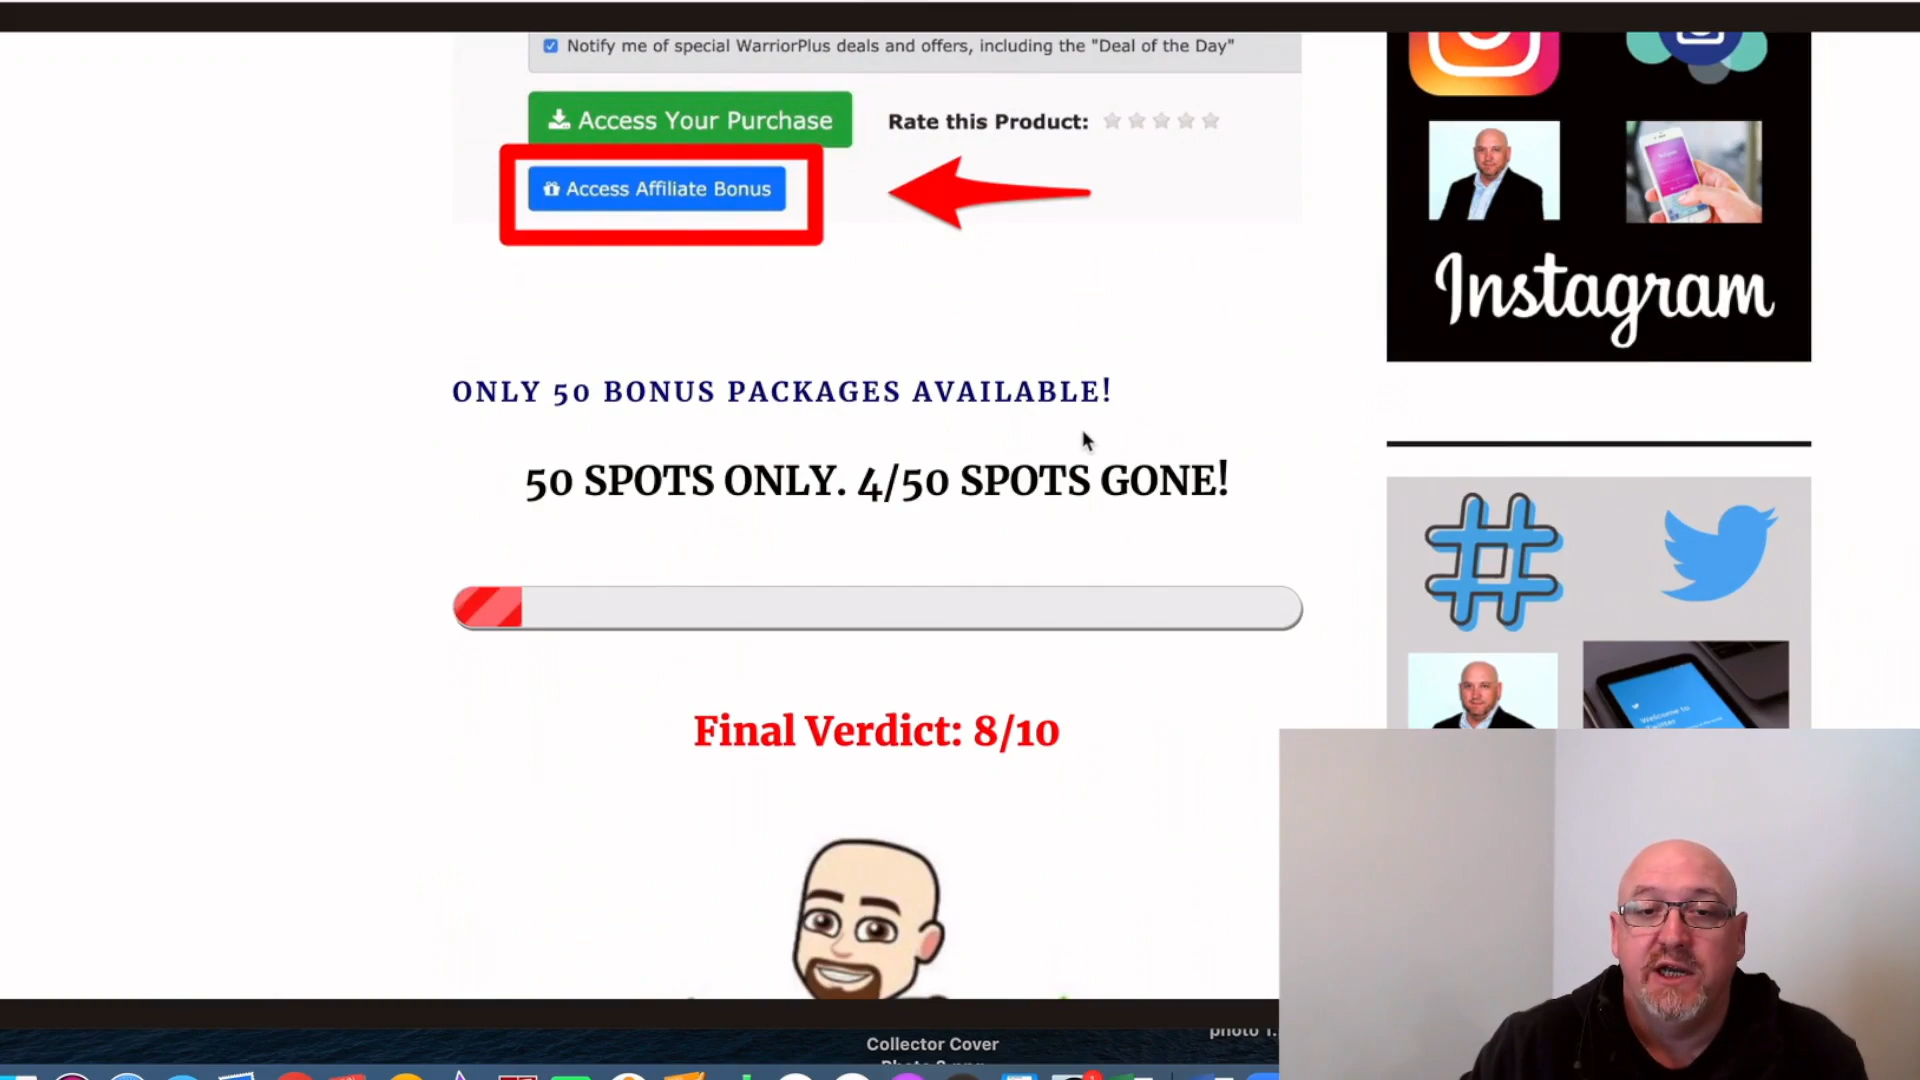 Notify me of special WarriorPlus deals and offers, including the "Deal of the Day"
Access Your Purchase
Rate this Product:
Access Affiliate Bonus
Instagram
ONLY 50 BONUS PACKAGES AVAILABLE!
50 SPOTS ONLY. 4/50 SPOTS GONE!
Welcome to
Final Verdict: 8/10
Collector Cover